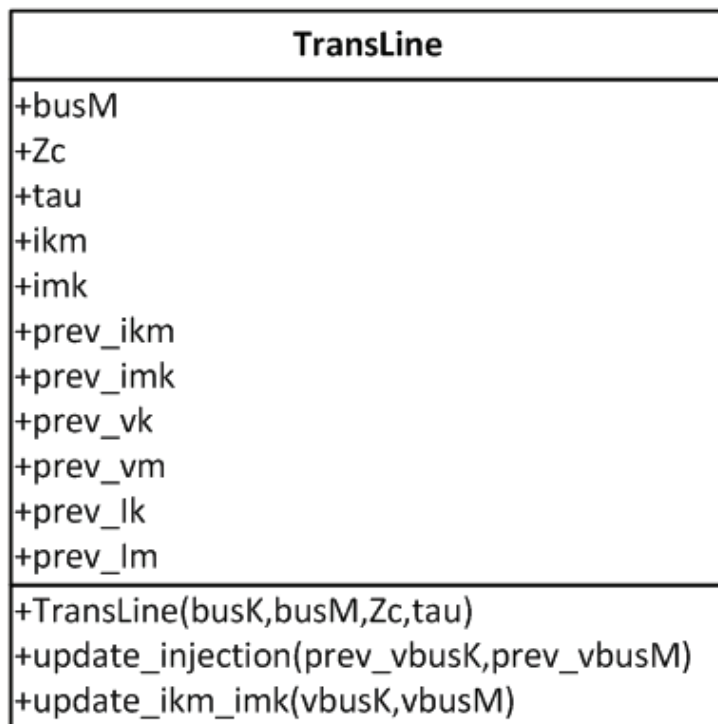 TransLine
+busM
+Zc
+tau
+ikm
+imk
+prev_ikm
+prev_imk
+prev_vk
+prev_vm
+prev_Ik
+prev_Im
+TransLine(busK,busM,Zc,tau)
+update_injection(prev_vbusK,prev_vbusM)
+update_ikm_imk(vbusK,vbusM)